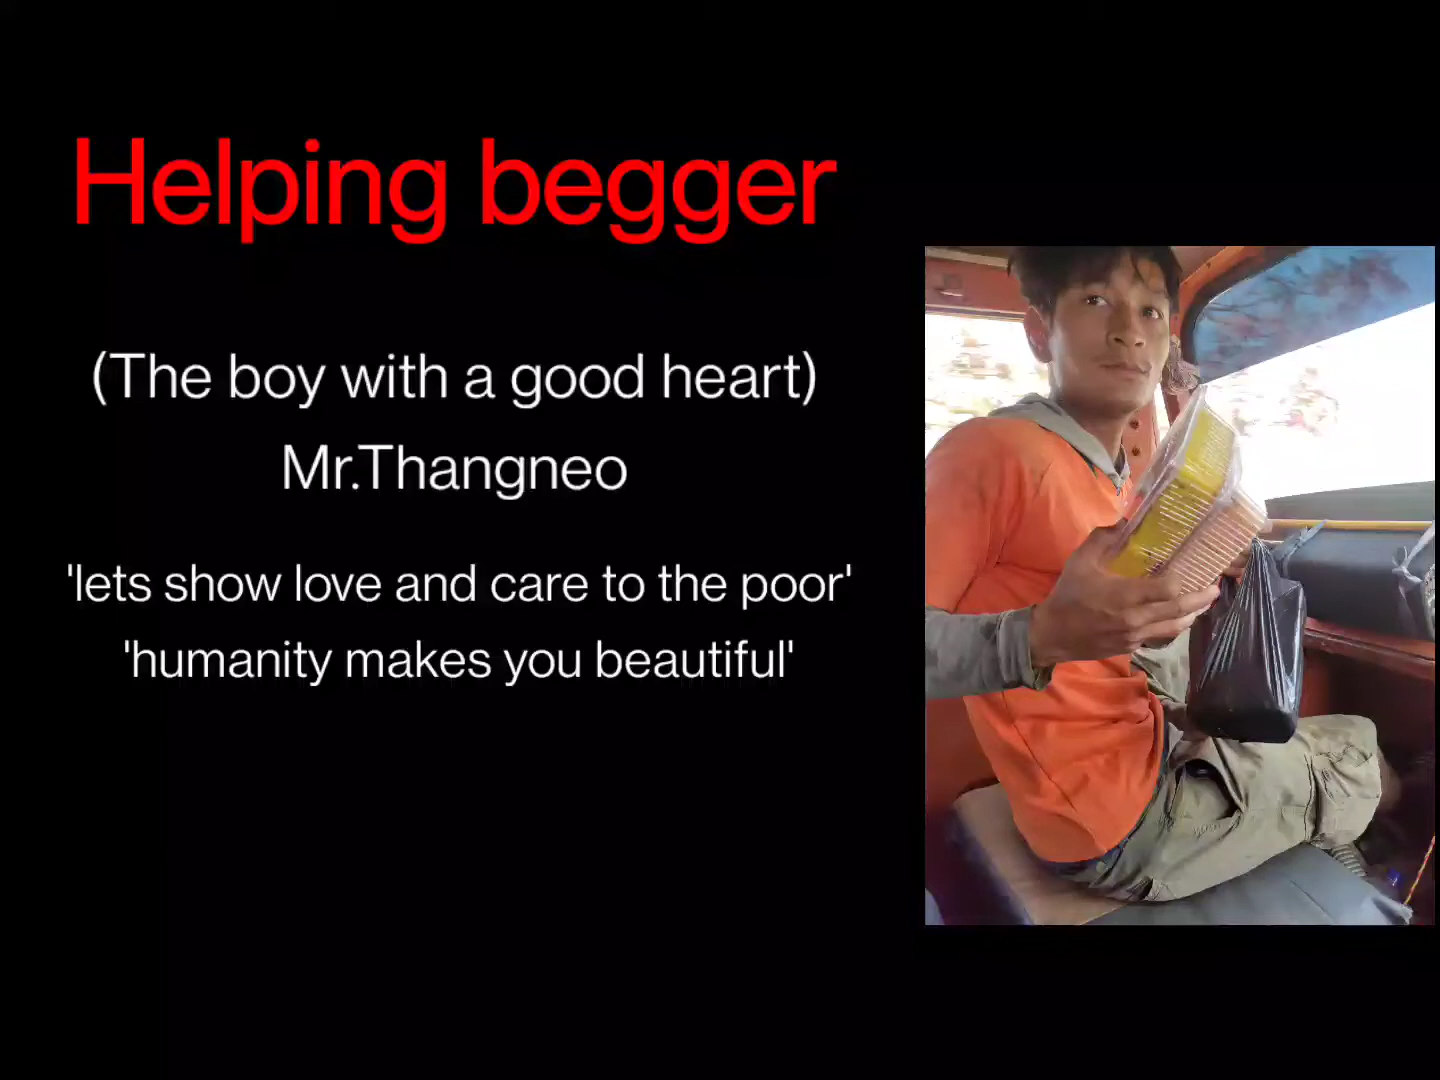 Helping begger
(The boy with a good heart)
Mr.Thangneo
'lets show love and care to the poor'
'humanity makes you beautiful'